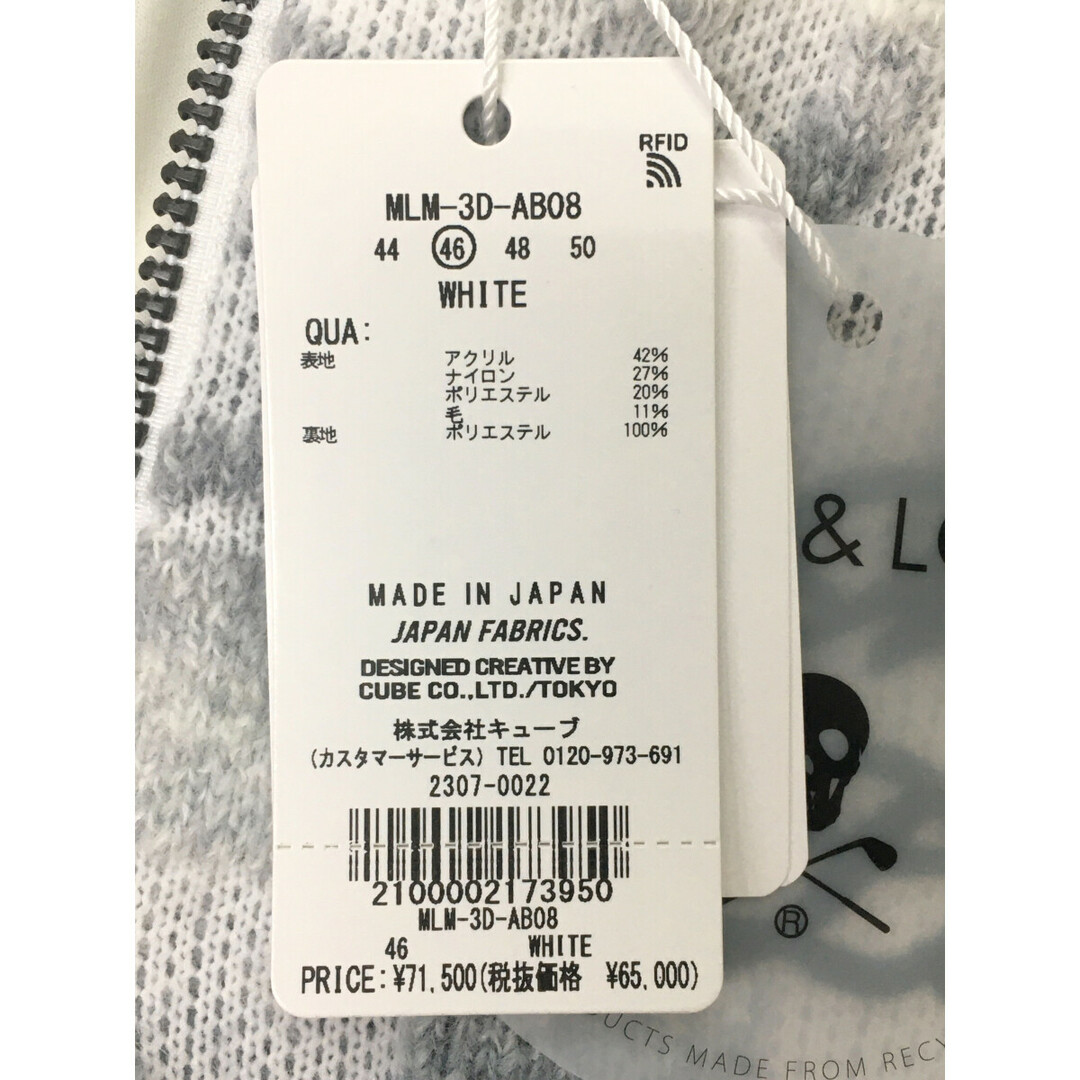 RFID
MLM-3D-AB08
44 46 48 50
WHITE
QUA:
表地 アクリル 42%
ナイロン 27%
ポリエステル 20%
毛 11%
裏地 ポリエステル 100%
MADE IN JAPAN
JAPAN FABRICS.
DESIGNED CREATIVE BY
CUBE CO.,LTD./TOKYO
株式会社キューブ
(カスタマーサービス) TEL 0120-973-691
2307-0022
2100002173950
MLM-3D-AB08
46 WHITE
PRICE:¥71,500(税抜価格 ¥65,000)
&
®
MADE FROM